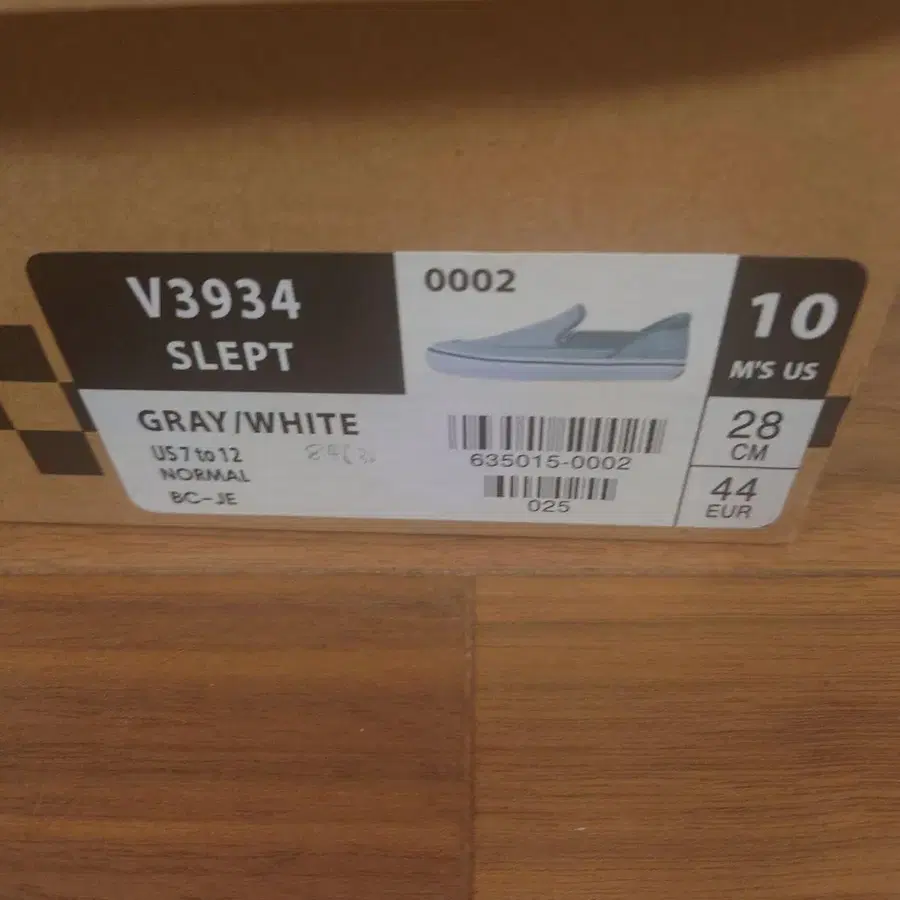 V3934
SLEPT
GRAY/WHITE
US 7 to 12
NORMAL
BC-JE
0002
635015-0002
025
10
M'S US
28
CM
44
EUR